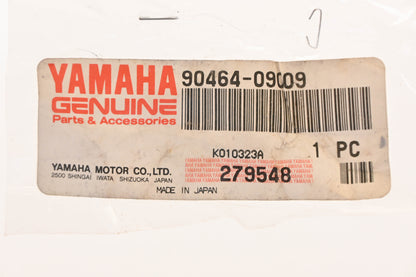 YAMAHA 90464-09009
GENUINE
Parts & Accessories
K010323A 1 PC
YAMAHA MOTOR CO., LTD.
2500 SHINGAI IWATA SHIZUOKA JAPAN
279548
MADE IN JAPAN